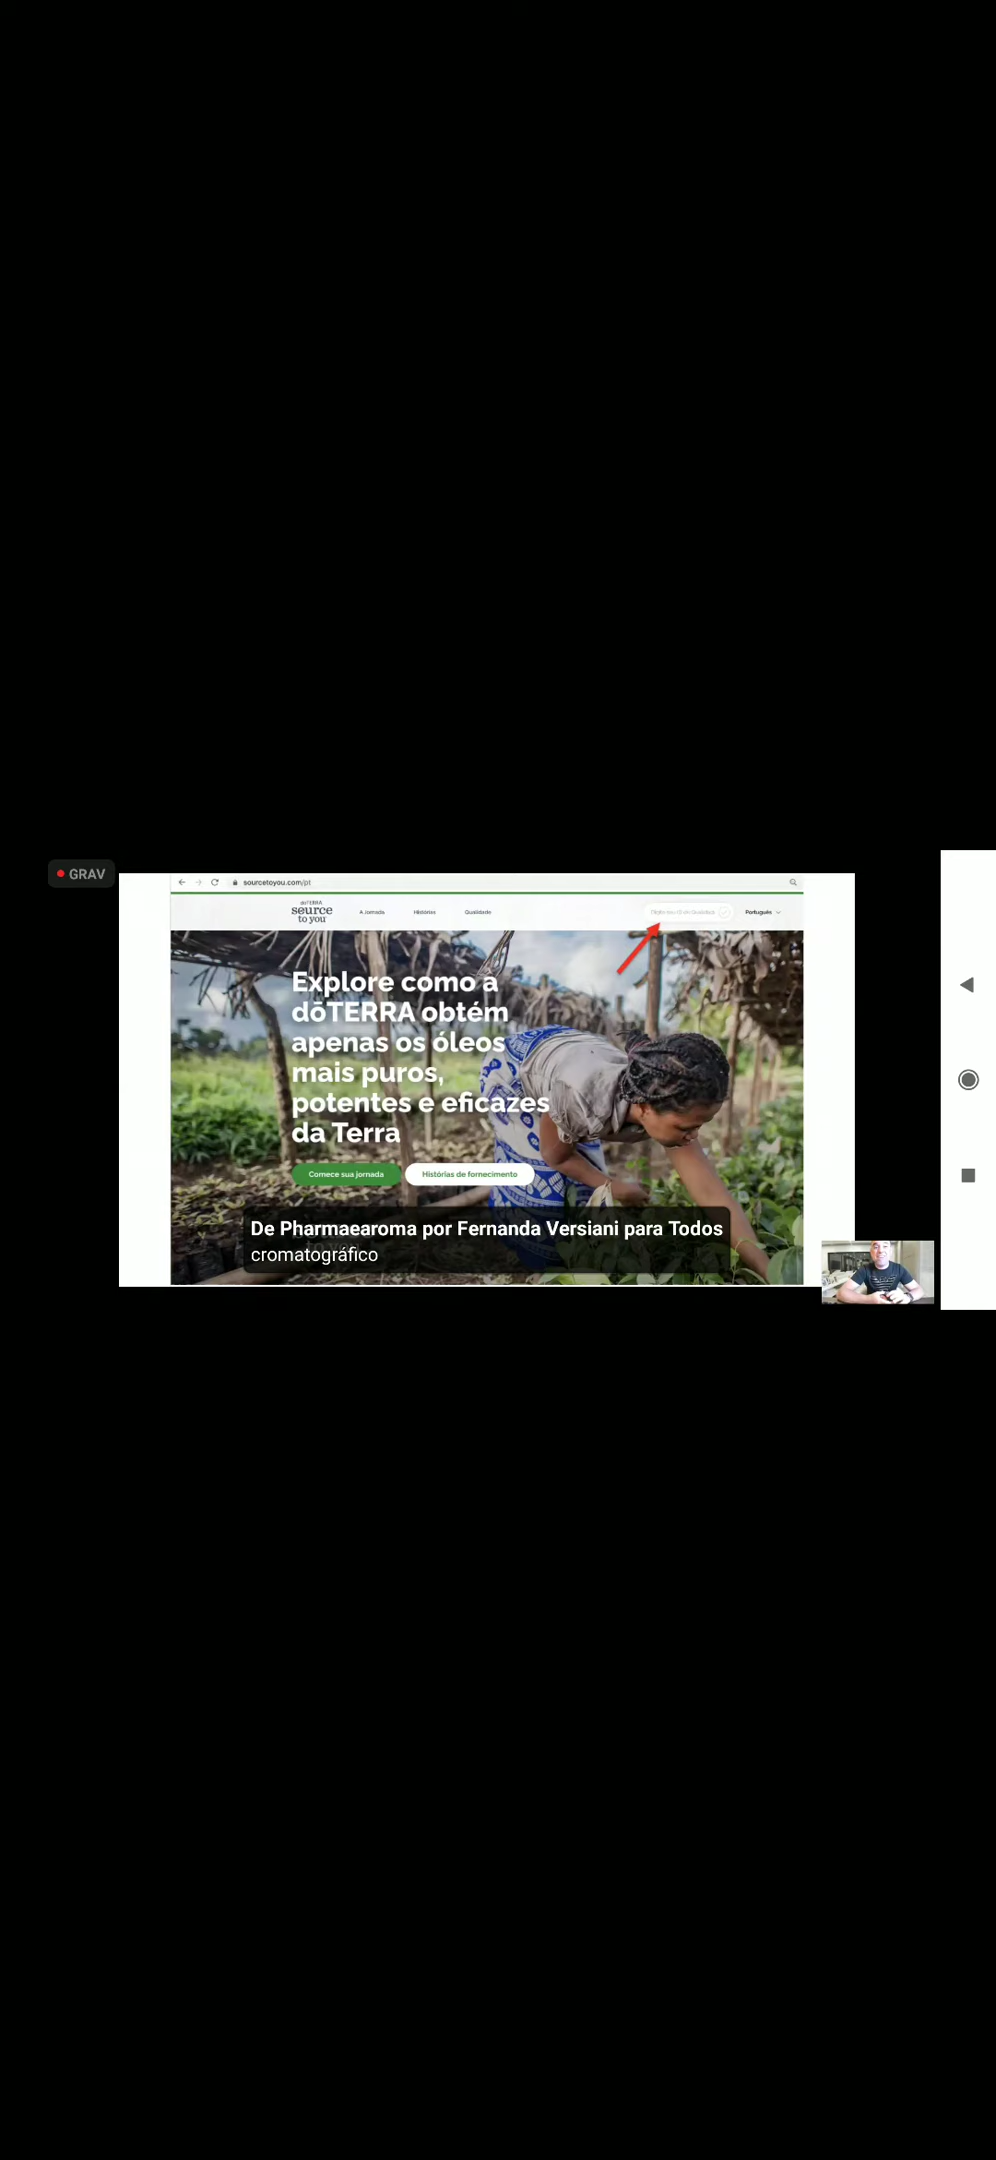 GRAV
sourcetoyou.com/pt
doTERRA
source
to you
A Jornada
Histórias
Qualidade
Português
Explore como a
dōTERRA obtém
apenas os óleos
mais puros,
potentes e eficazes
da Terra
Comece sua jornada
Histórias de fornecimento
De Pharmaearoma por Fernanda Versiani para Todos
cromatográfico